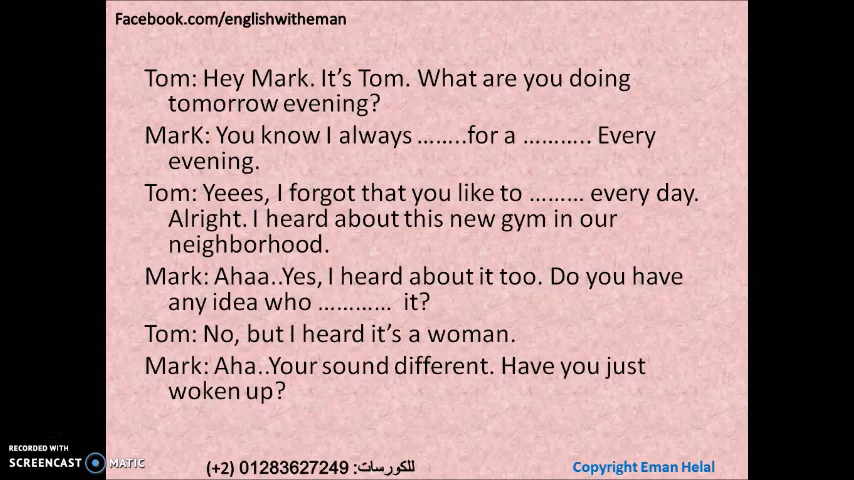 Facebook.com/englishwitheman
Tom: Hey Mark. It's Tom. What are you doing
tomorrow evening?
MarK: You know I always ........for a ........... Every
evening.
Tom: Yeees, I forgot that you like to ......... every day.
Alright. I heard about this new gym in our
neighborhood.
Mark: Ahaa..Yes, I heard about it too. Do you have
any idea who ............ it?
Tom: No, but I heard it's a woman.
Mark: Aha..Your sound different. Have you just
woken up?
RECORDED WITH
SCREENCAST MATIC
(+2) 01283627249 :للكورسات
Copyright Eman Helal